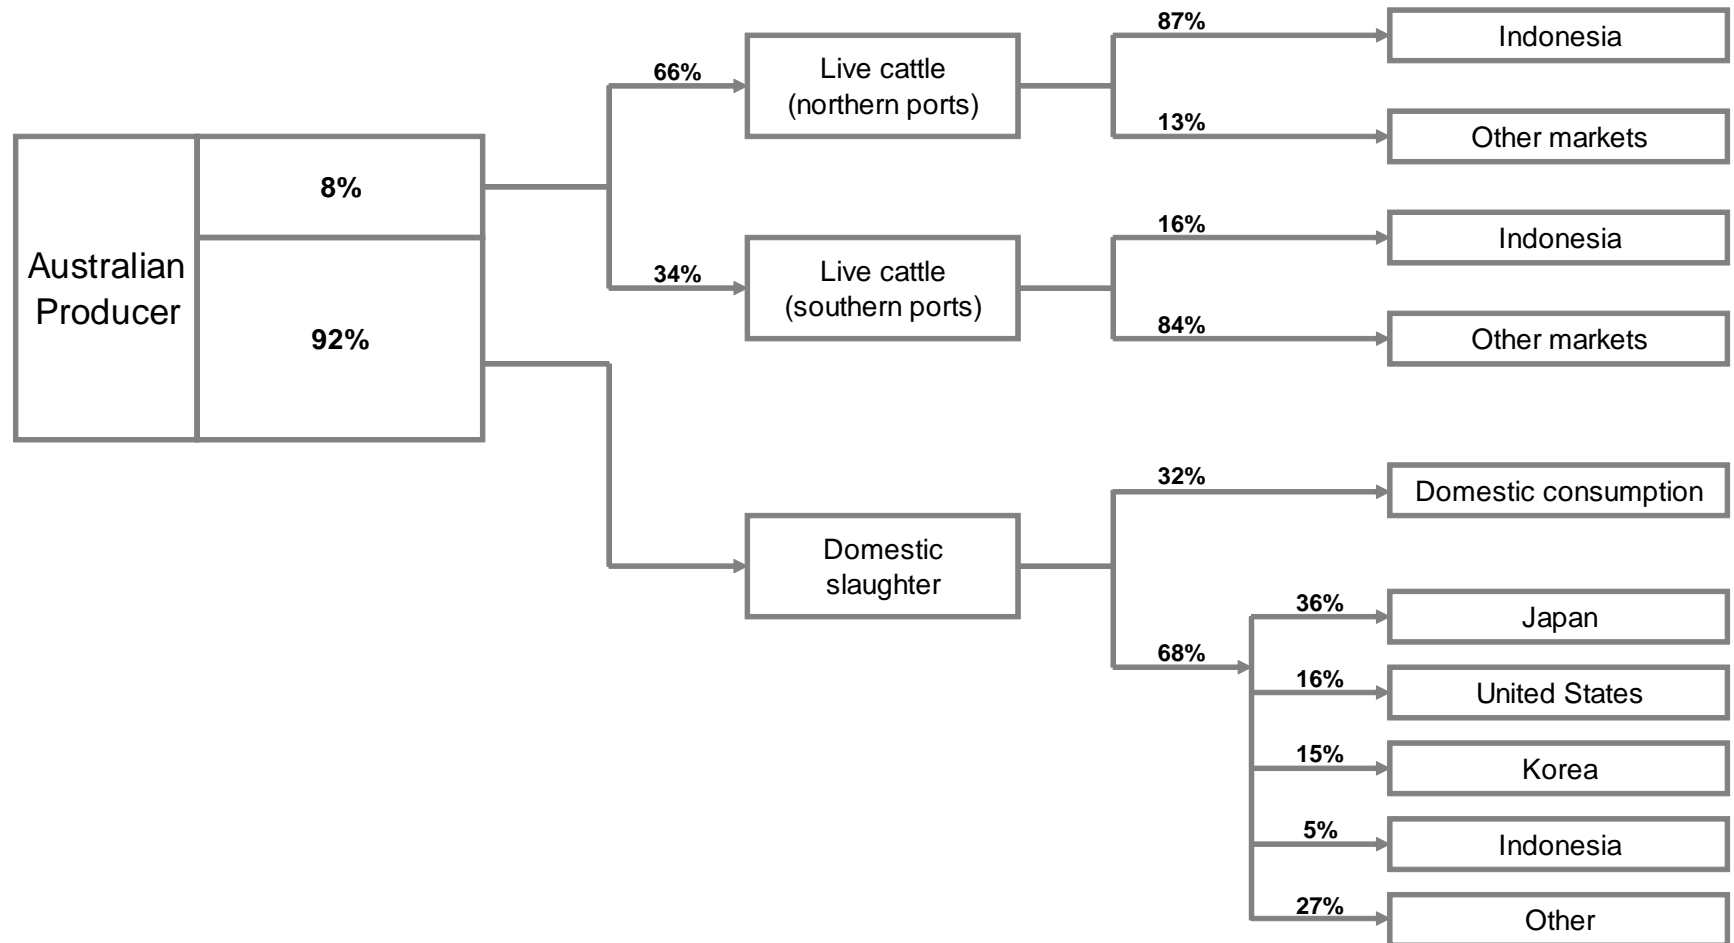 87%
Indonesia
66%
Live cattle
(northern ports)
13%
Other markets
8%
Australian
Producer
92%
34%
Live cattle
(southern ports)
16%
Indonesia
84%
Other markets
32%
Domestic consumption
Domestic
slaughter
68%
36%
Japan
16%
United States
15%
Korea
5%
Indonesia
27%
Other